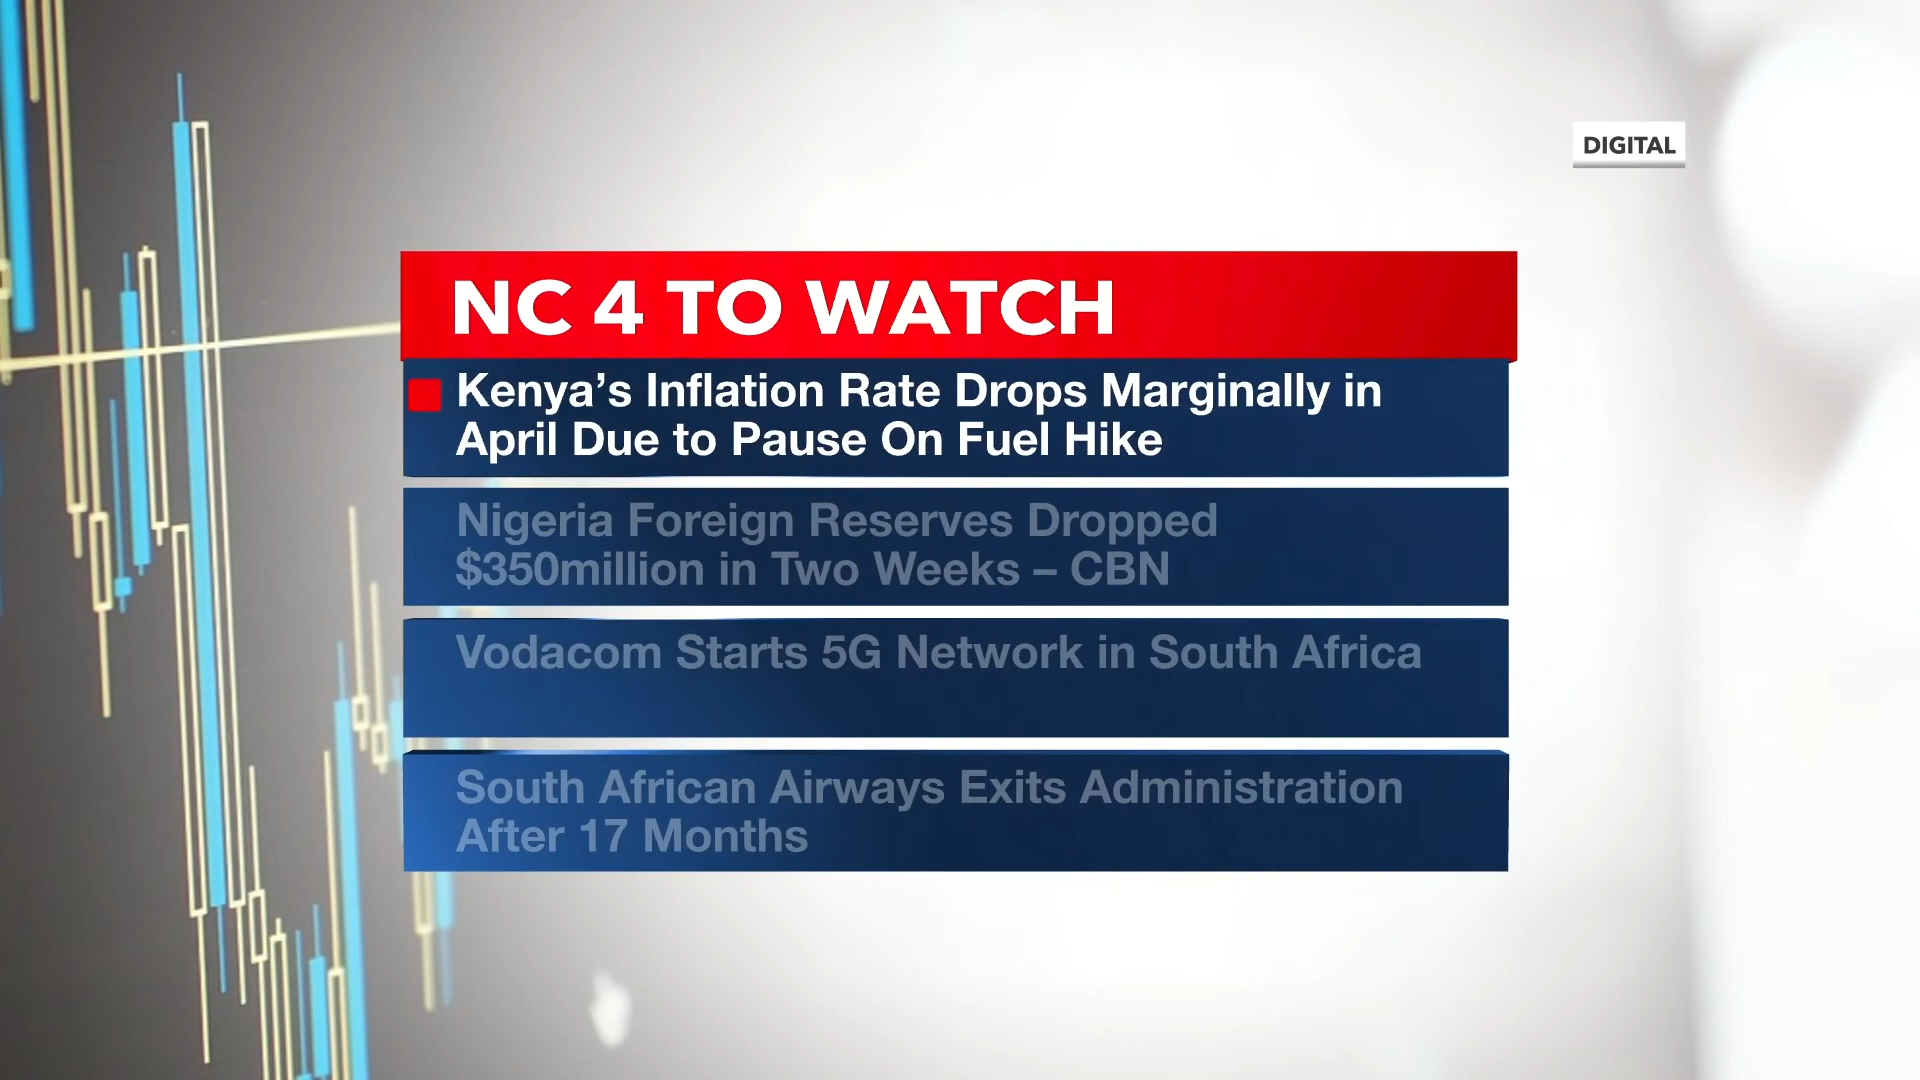 DIGITAL
NC 4 TO WATCH
Kenya’s Inflation Rate Drops Marginally in
April Due to Pause On Fuel Hike
Nigeria Foreign Reserves Dropped
$350million in Two Weeks – CBN
Vodacom Starts 5G Network in South Africa
South African Airways Exits Administration
After 17 Months